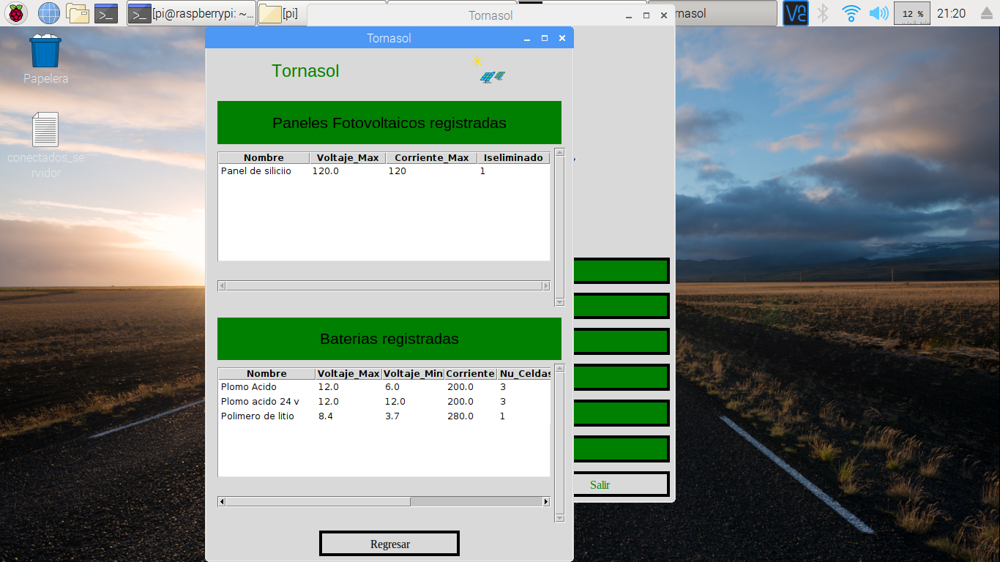 [pi@raspberrypi: ~...
[pi]
Tornasol
12 %
21:20
Papelera
conectados_se
rvidor
Tornasol
Tornasol
Paneles Fotovoltaicos registradas
Nombre Voltaje_Max Corriente_Max Iseliminado
Panel de siliciio 120.0 120 1
Baterias registradas
Nombre Voltaje_Max Voltaje_Min Corriente Nu_Celdas
Plomo Acido 12.0 6.0 200.0 3
Plomo acido 24 v 12.0 12.0 200.0 3
Polimero de litio 8.4 3.7 280.0 1
Salir
Regresar